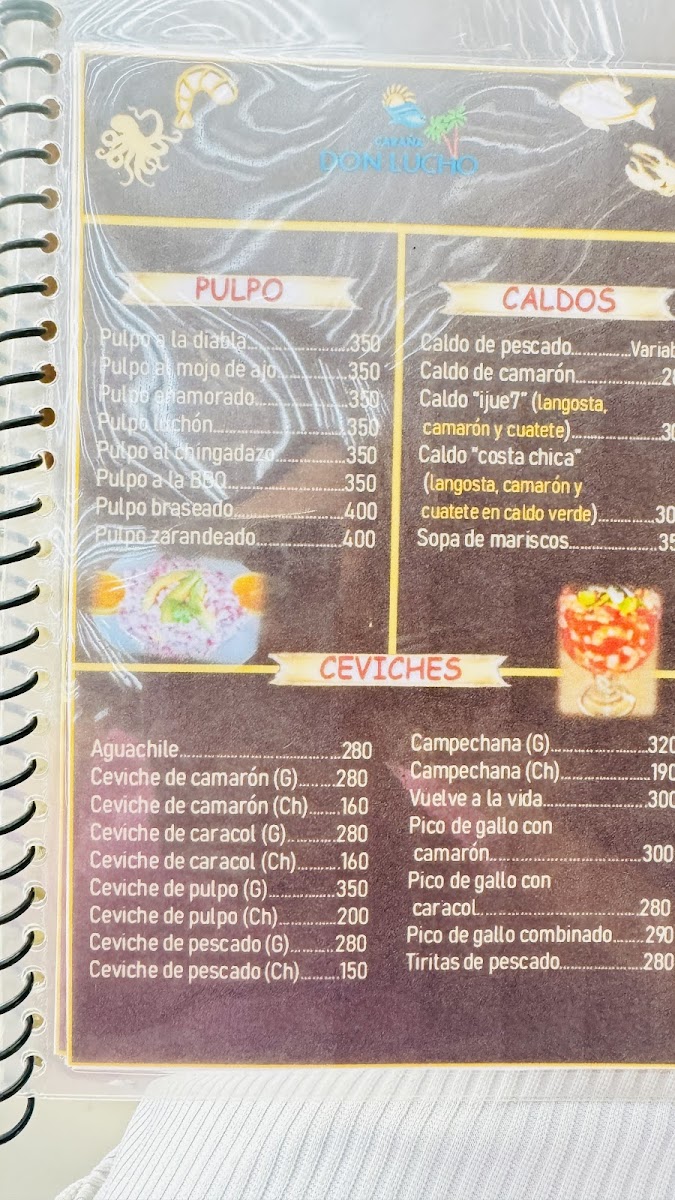 CABAÑA
DON LUCHO
PULPO
Pulpo a la diabla.....................350
Pulpo al mojo de ajo...............350
Pulpo enamorado...................350
Pulpo luchón...........................350
Pulpo al chingadazo...............350
Pulpo a la BBQ........................350
Pulpo braseado......................400
Pulpo zarandeado..................400
CALDOS
Caldo de pescado.............Variab
Caldo de camarón..................28
Caldo "ijue7" (langosta,
camarón y cuatete)...................30
Caldo "costa chica"
(langosta, camarón y
cuatete en caldo verde)............30
Sopa de mariscos...................35
CEVICHES
Aguachile.................................280
Ceviche de camarón (G)........280
Ceviche de camarón (Ch)......160
Ceviche de caracol (G)..........280
Ceviche de caracol (Ch)........160
Ceviche de pulpo (G).............350
Ceviche de pulpo (Ch)...........200
Ceviche de pescado (G).........280
Ceviche de pescado (Ch).......150
Campechana (G)...................320
Campechana (Ch).................190
Vuelve a la vida.....................300
Pico de gallo con
camarón...............................300
Pico de gallo con
caracol.................................280
Pico de gallo combinado......290
Tiritas de pescado.................280